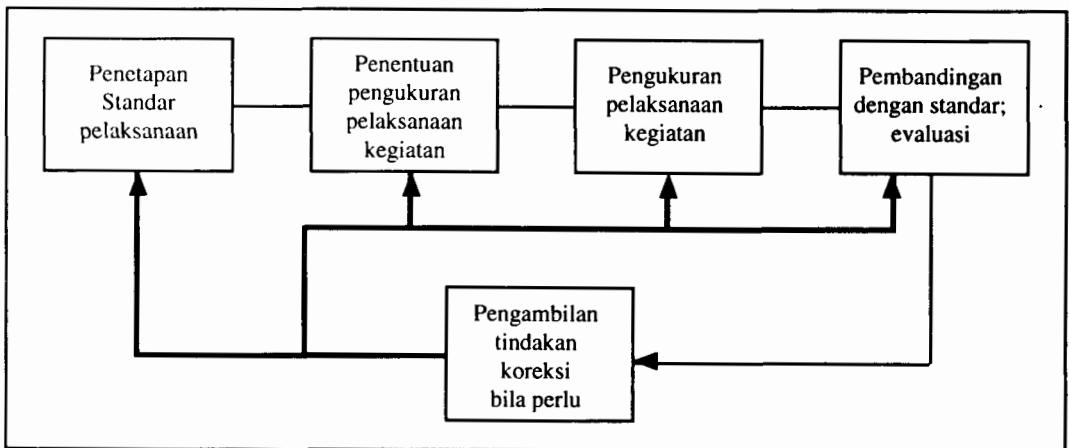 Penetapan
Standar
pelaksanaan
Penentuan
pengukuran
pelaksanaan
kegiatan
Pengukuran
pelaksanaan
kegiatan
Pembandingan
dengan standar;
evaluasi
Pengambilan
tindakan
koreksi
bila perlu